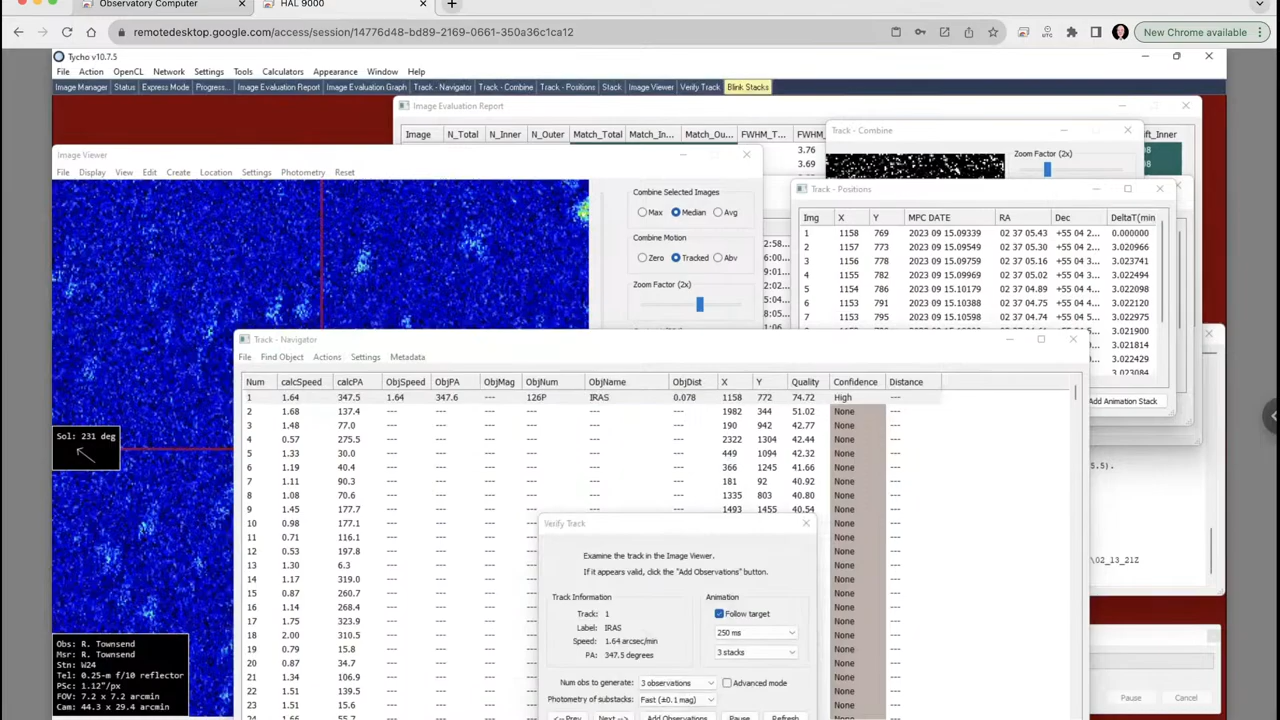 Observatory Computer
HAL 9000
remotedesktop.google.com/access/session/14776d48-bd89-2169-0661-350a36c1ca12
New Chrome available
Tycho v10.7.5
File Action OpenCL Network Settings Tools Calculators Appearance Window Help
Image Manager Status Express Mode Progress... Image Evaluation Report Image Evaluation Graph Track - Navigator Track - Combine Track - Positions Stack Image Viewer Verify Track Blink Stacks
Image Evaluation Report
Image N_Total N_Inner N_Outer Match_Total Match_In... Match_Ou... FWHM_T... FWHM_
3.76
3.69
Track - Combine
Zoom Factor (2x)
ft_Inner
Image Viewer
File Display View Edit Create Location Settings Photometry Reset
Combine Selected Images
Max Median Avg
Combine Motion
Zero Tracked Abv
Zoom Factor (2x)
Track - Positions
Img X Y MPC DATE RA Dec DeltaT(min
1 1158 769 2023 09 15.09339 02 37 05.43 +55 04 2... 0.000000
2 1157 773 2023 09 15.09549 02 37 05.30 +55 04 3... 3.020966
3 1156 778 2023 09 15.09759 02 37 05.16 +55 04 3... 3.023741
4 1155 782 2023 09 15.09969 02 37 05.02 +55 04 3... 3.022494
5 1154 786 2023 09 15.10179 02 37 04.89 +55 04 4... 3.022098
6 1153 791 2023 09 15.10388 02 37 04.75 +55 04 4... 3.022120
7 1153 795 2023 09 15.10598 02 37 04.74 +55 04 5... 3.022975
3.021900
3.021814
3.022429
3.023084
Add Animation Stack
Track - Navigator
File Find Object Actions Settings Metadata
Num calcSpeed calcPA ObjSpeed ObjPA ObjMag ObjNum ObjName ObjDist X Y Quality Confidence Distance
1 1.64 347.5 1.64 347.6 --- 126P IRAS 0.078 1158 772 74.72 High ---
2 1.68 137.4 --- --- --- --- --- --- 1982 344 51.02 None ---
3 1.48 77.0 --- --- --- --- --- --- 190 942 42.77 None ---
4 0.57 275.5 --- --- --- --- --- --- 2322 1304 42.44 None ---
5 1.33 30.0 --- --- --- --- --- --- 449 1094 42.32 None ---
6 1.19 40.4 --- --- --- --- --- --- 366 1245 41.66 None ---
7 1.11 90.3 --- --- --- --- --- --- 181 92 40.92 None ---
8 1.08 70.6 --- --- --- --- --- --- 1335 803 40.80 None ---
9 1.45 177.7 --- --- --- --- --- --- 1493 1455 40.54 None ---
10 0.98 177.1 --- --- --- None ---
11 0.71 116.1 --- --- --- None ---
12 0.53 197.8 --- --- --- None ---
13 1.30 6.3 --- --- --- None ---
14 1.17 319.0 --- --- --- None ---
15 0.87 260.7 --- --- --- None ---
16 1.14 268.4 --- --- --- None ---
17 1.75 323.9 --- --- --- None ---
18 2.00 310.5 --- --- --- None ---
19 0.79 15.8 --- --- --- None ---
20 0.87 34.7 --- --- --- None ---
21 1.34 106.9 --- --- --- None ---
22 1.51 139.5 --- --- --- None ---
23 1.51 15.6 --- --- --- None ---
Verify Track
Examine the track in the Image Viewer.
If it appears valid, click the "Add Observations" button.
Track Information
Track: 1
Label: IRAS
Speed: 1.64 arcsec/min
PA: 347.5 degrees
Animation
Follow target
250 ms
3 stacks
Num obs to generate: 3 observations Advanced mode
Photometry of substacks: Fast (±0.1 mag)
<-- Prev Next --> Add Observations Pause Refresh
Sol: 231 deg
Obs: R. Townsend
Msr: R. Townsend
Stn: W24
Tel: 0.25-m f/10 reflector
PSc: 1.12"/px
FOV: 7.2 x 7.2 arcmin
Cam: 44.3 x 29.4 arcmin
5.5).
\02_13_21Z
Pause Cancel